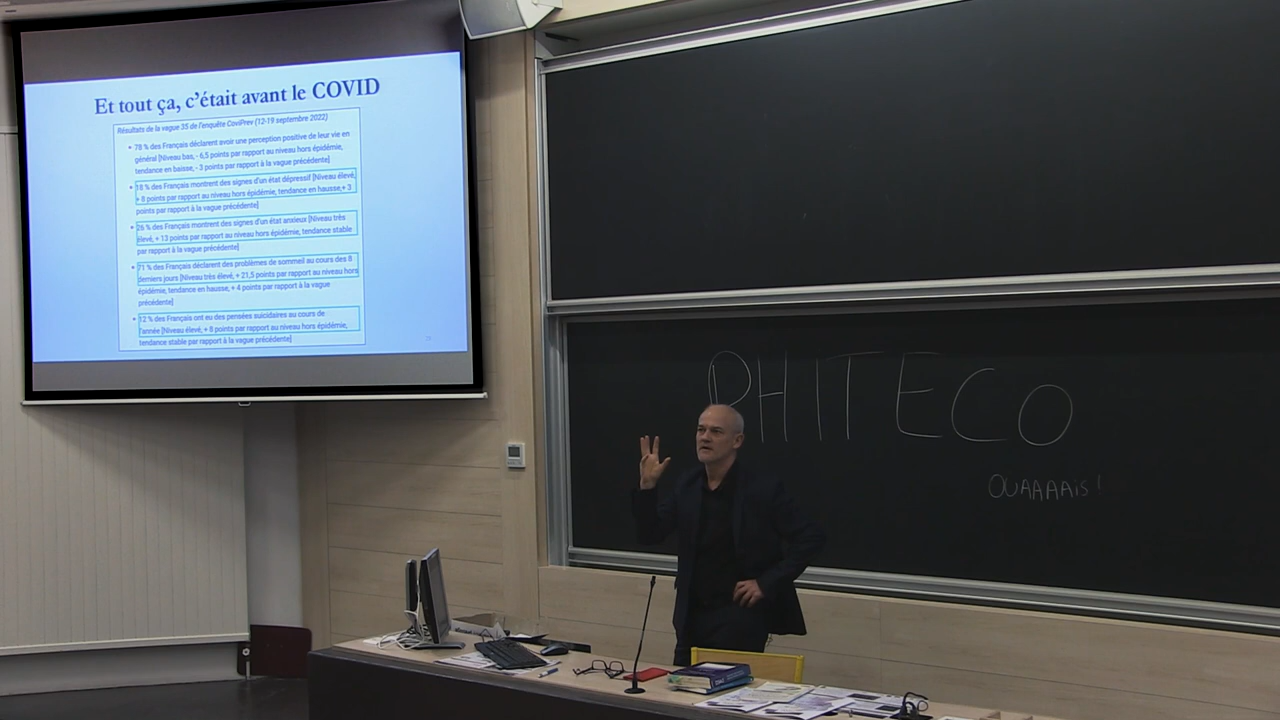 Et tout ça, c'était avant le COVID
Résultats de la vague 35 de l'enquête CoviPrev (12-19 septembre 2022)
• 78 % des Français déclarent avoir une perception positive de leur vie en
général [Niveau bas, - 6,5 points par rapport au niveau hors épidémie,
tendance en baisse, - 3 points par rapport à la vague précédente]
• 18 % des Français montrent des signes d'un état dépressif [Niveau élevé,
+ 8 points par rapport au niveau hors épidémie, tendance en hausse,+ 3
points par rapport à la vague précédente]
• 26 % des Français montrent des signes d'un état anxieux [Niveau très
élevé, + 13 points par rapport au niveau hors épidémie, tendance stable
par rapport à la vague précédente]
• 71 % des Français déclarent des problèmes de sommeil au cours des 8
derniers jours [Niveau très élevé, + 21,5 points par rapport au niveau hors
épidémie, tendance en hausse, + 4 points par rapport à la vague
précédente]
• 12 % des Français ont eu des pensées suicidaires au cours de
l'année [Niveau élevé, + 8 points par rapport au niveau hors épidémie,
tendance stable par rapport à la vague précédente]
PHITECO
OUAAAAis !